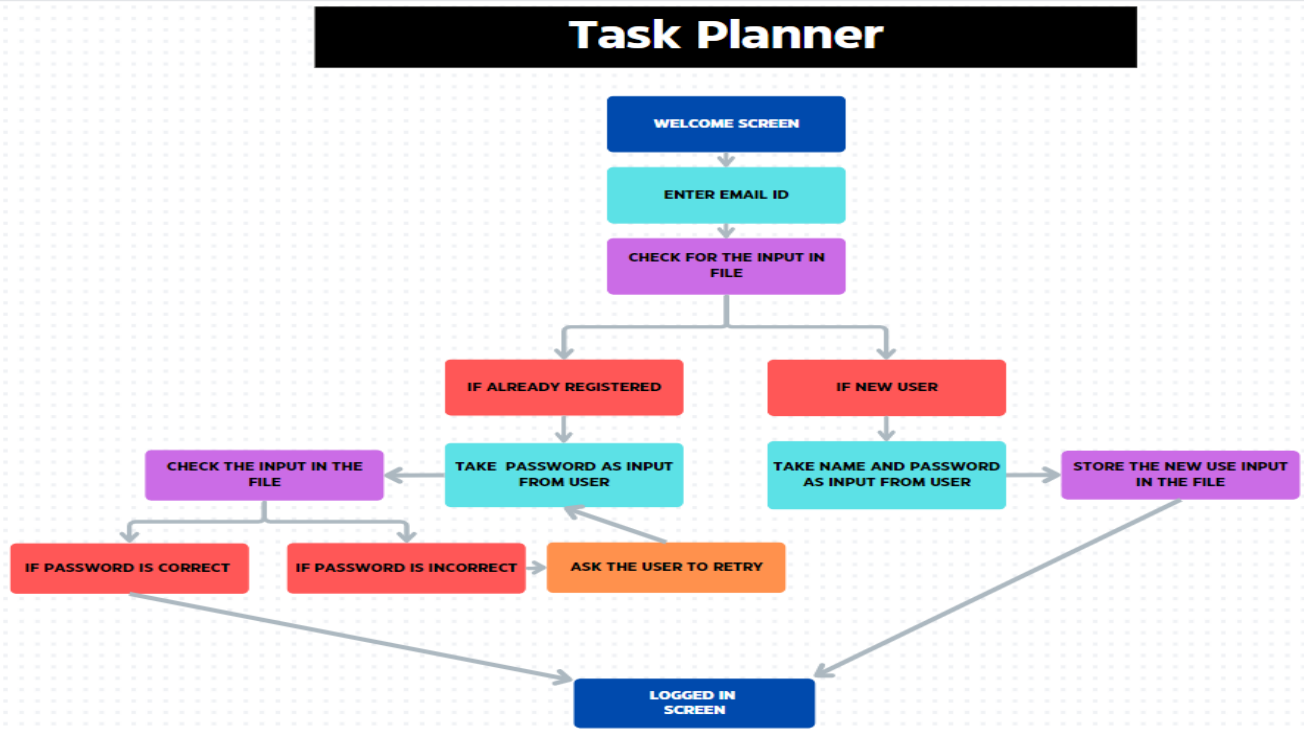 Task Planner
WELCOME SCREEN
ENTER EMAIL ID
CHECK FOR THE INPUT IN
FILE
IF ALREADY REGISTERED
IF NEW USER
CHECK THE INPUT IN THE
FILE
TAKE PASSWORD AS INPUT
FROM USER
TAKE NAME AND PASSWORD
AS INPUT FROM USER
STORE THE NEW USE INPUT
IN THE FILE
IF PASSWORD IS CORRECT
IF PASSWORD IS INCORRECT
ASK THE USER TO RETRY
LOGGED IN
SCREEN